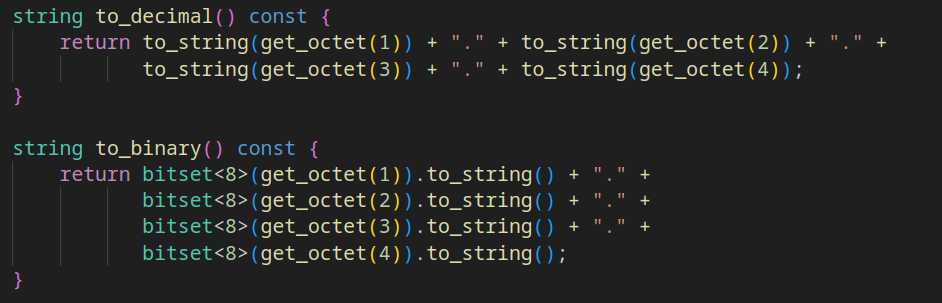 string to_decimal() const {
    return to_string(get_octet(1)) + "." + to_string(get_octet(2)) + "." +
           to_string(get_octet(3)) + "." + to_string(get_octet(4));
}

string to_binary() const {
    return bitset<8>(get_octet(1)).to_string() + "." +
           bitset<8>(get_octet(2)).to_string() + "." +
           bitset<8>(get_octet(3)).to_string() + "." +
           bitset<8>(get_octet(4)).to_string();
}